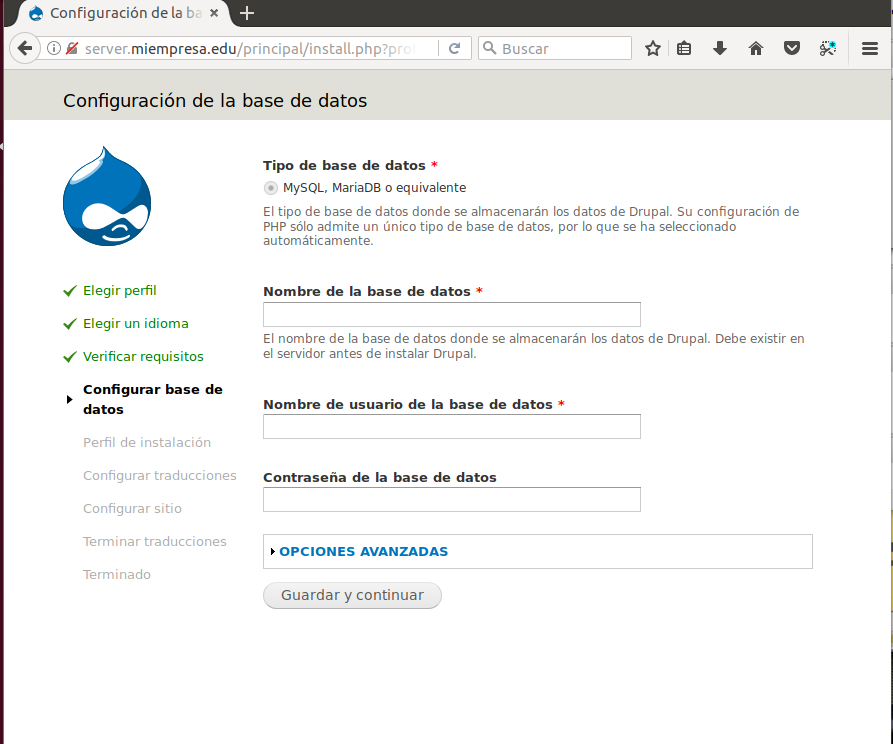 Configuración de la ba
server.miempresa.edu/principal/install.php?pro
Buscar
Configuración de la base de datos
Elegir perfil
Elegir un idioma
Verificar requisitos
Configurar base de
datos
Perfil de instalación
Configurar traducciones
Configurar sitio
Terminar traducciones
Terminado
Tipo de base de datos *
MySQL, MariaDB o equivalente
El tipo de base de datos donde se almacenarán los datos de Drupal. Su configuración de
PHP sólo admite un único tipo de base de datos, por lo que se ha seleccionado
automáticamente.
Nombre de la base de datos *
El nombre de la base de datos donde se almacenarán los datos de Drupal. Debe existir en
el servidor antes de instalar Drupal.
Nombre de usuario de la base de datos *
Contraseña de la base de datos
OPCIONES AVANZADAS
Guardar y continuar